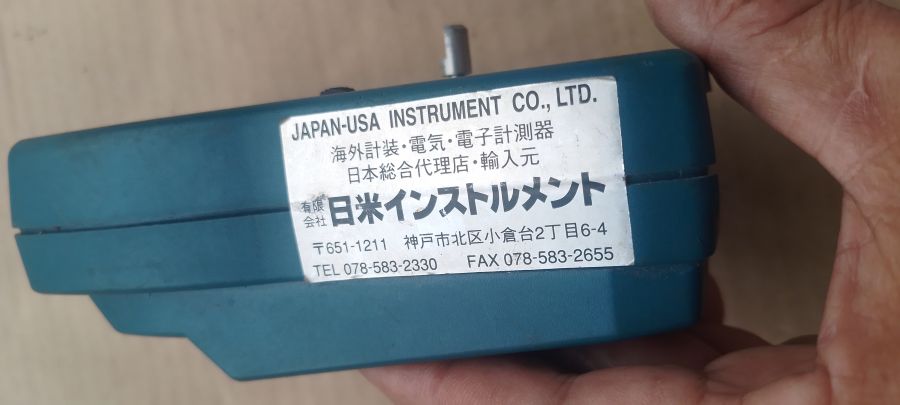 JAPAN-USA INSTRUMENT CO., LTD.
海外計装・電気・電子計測器
日本総合代理店・輸入元
有限会社 日米インストルメント
〒651-1211 神戸市北区小倉台2丁目6-4
TEL 078-583-2330 FAX 078-583-2655